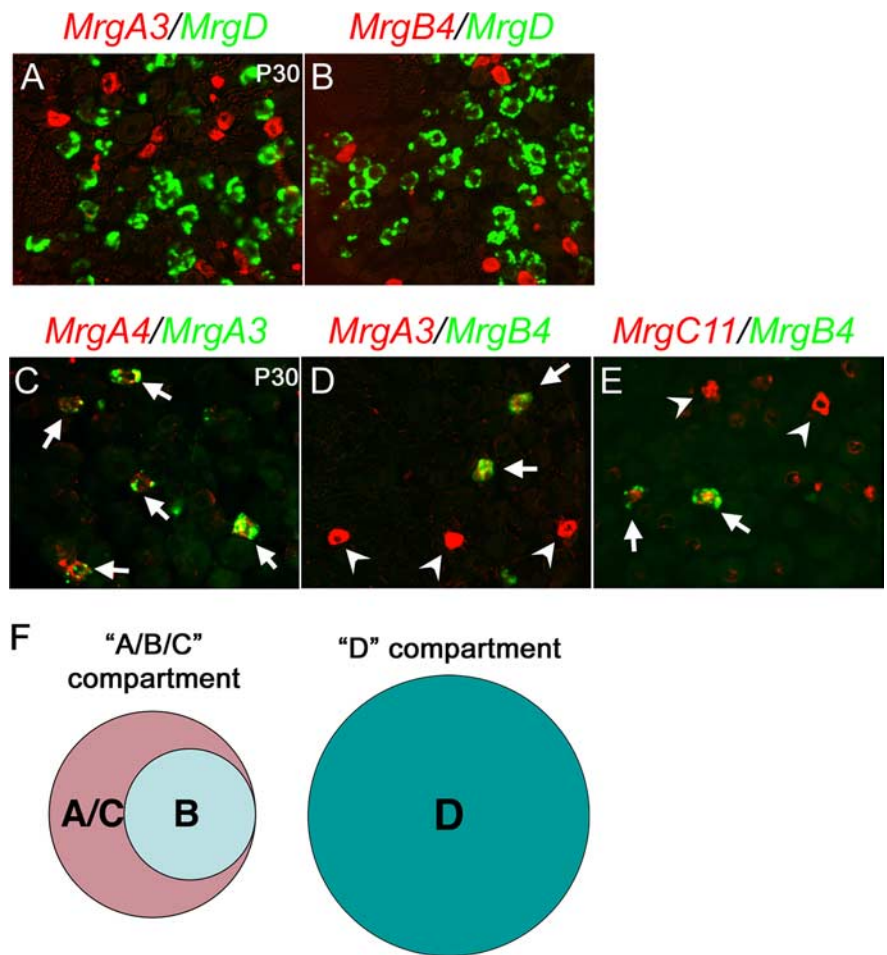 MrgA3/MrgD
MrgB4/MrgD
A
P30
B
MrgA4/MrgA3
MrgA3/MrgB4
MrgC11/MrgB4
C
P30
D
E
F
“A/B/C”
compartment
“D” compartment
A/C
B
D